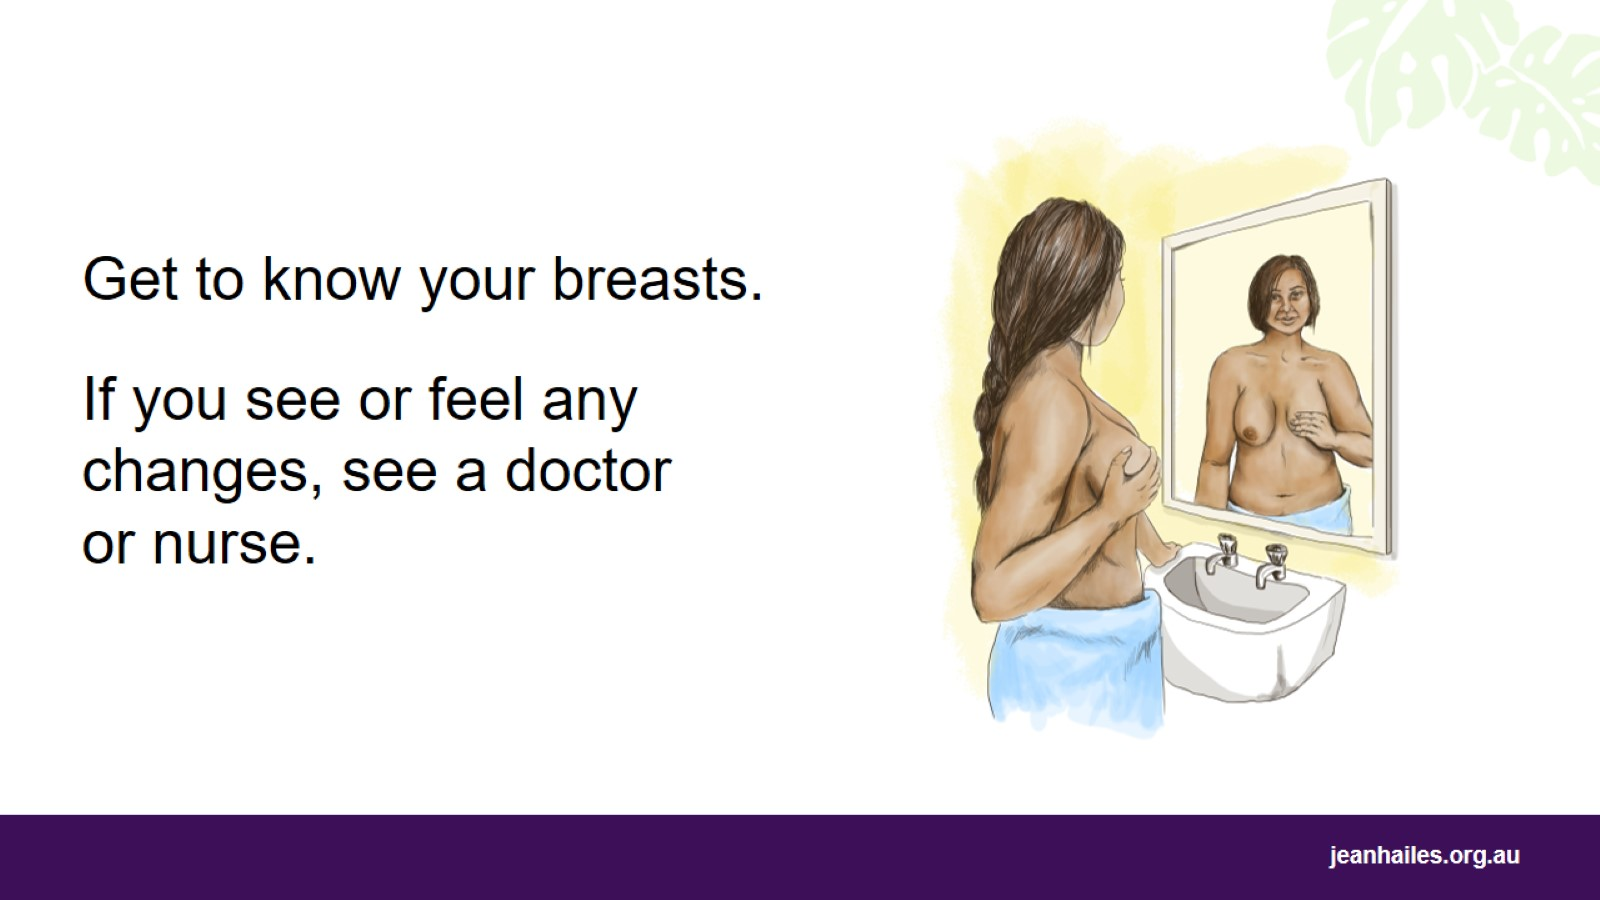 Get to know your breasts.
If you see or feel any
changes, see a doctor
or nurse.
jeanhailes.org.au